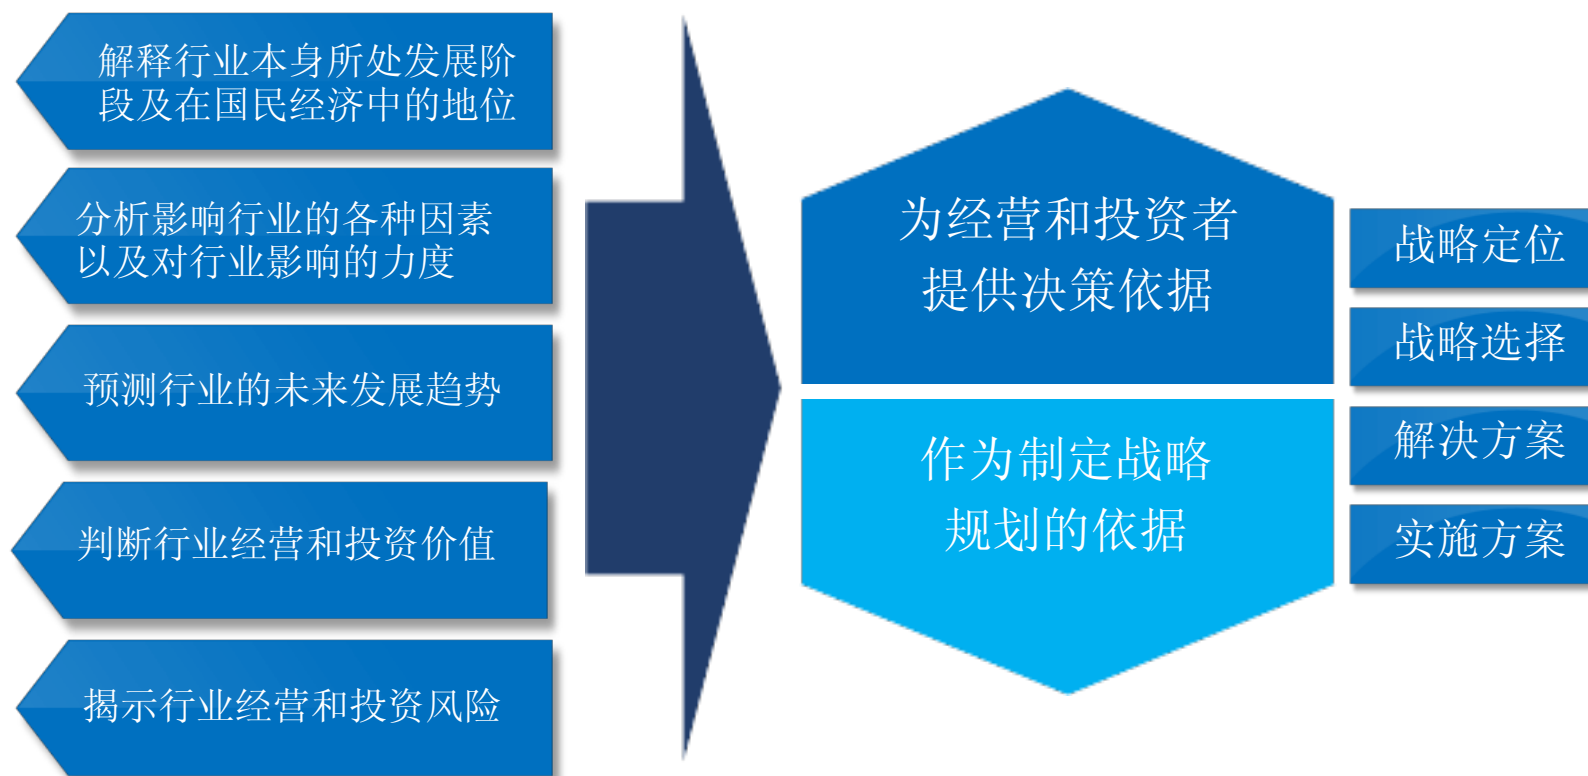 解释行业本身所处发展阶
段及在国民经济中的地位
分析影响行业的各种因素
以及对行业影响的力度
预测行业的未来发展趋势
判断行业经营和投资价值
揭示行业经营和投资风险
为经营和投资者
提供决策依据
作为制定战略
规划的依据
战略定位
战略选择
解决方案
实施方案